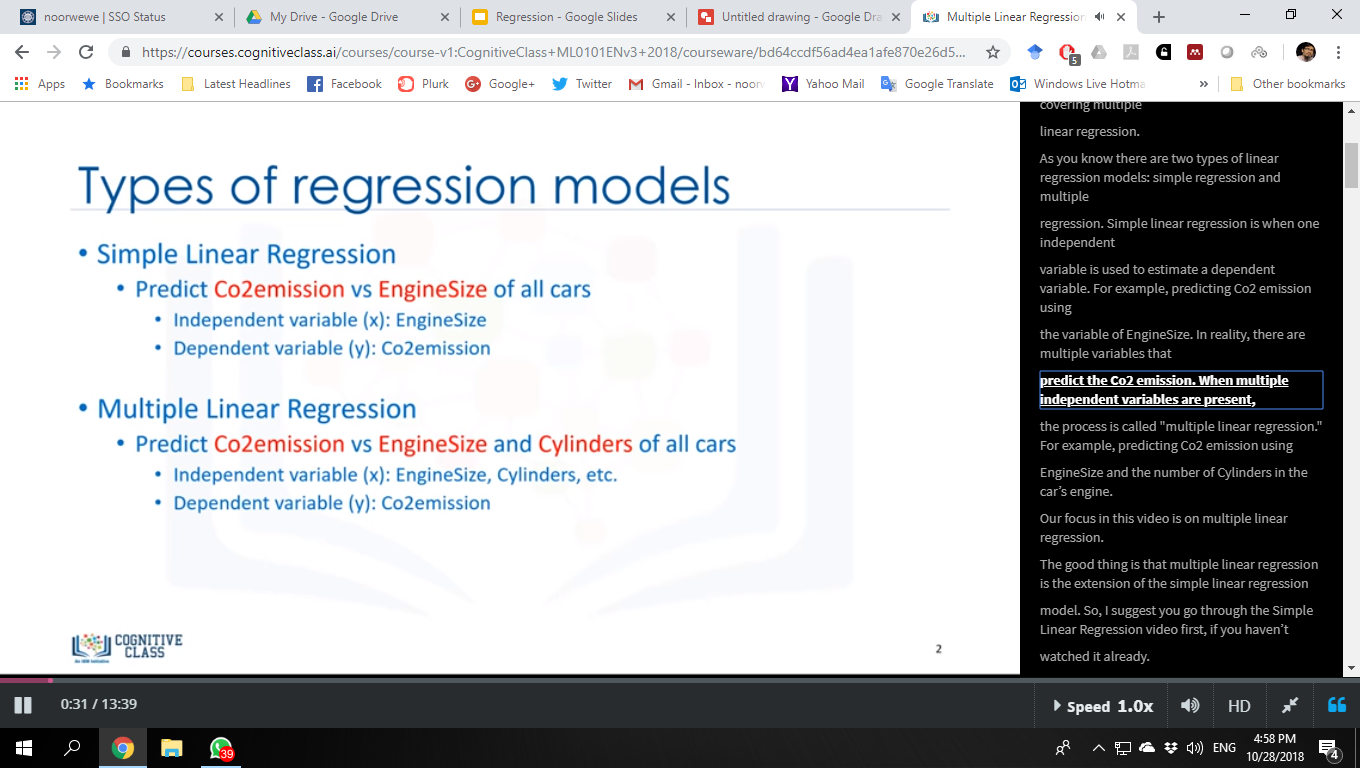 noorwewe | SSO Status
My Drive - Google Drive
Regression - Google Slides
Untitled drawing - Google Dra
Multiple Linear Regression
https://courses.cognitiveclass.ai/courses/course-v1:CognitiveClass+ML0101ENv3+2018/courseware/bd64ccdf56ad4ea1afe870e26d5...
5
Apps
Bookmarks
Latest Headlines
Facebook
Plurk
Google+
Twitter
Gmail - Inbox - noorw
Yahoo Mail
Google Translate
Windows Live Hotma
»
Other bookmarks
Types of regression models
• Simple Linear Regression
• Predict Co2emission vs EngineSize of all cars
• Independent variable (x): EngineSize
• Dependent variable (y): Co2emission
• Multiple Linear Regression
• Predict Co2emission vs EngineSize and Cylinders of all cars
• Independent variable (x): EngineSize, Cylinders, etc.
• Dependent variable (y): Co2emission
COGNITIVE
CLASS
An IBM Initiative
2
covering multiple
linear regression.
As you know there are two types of linear
regression models: simple regression and
multiple
regression. Simple linear regression is when one
independent
variable is used to estimate a dependent
variable. For example, predicting Co2 emission
using
the variable of EngineSize. In reality, there are
multiple variables that
predict the Co2 emission. When multiple
independent variables are present,
the process is called "multiple linear regression."
For example, predicting Co2 emission using
EngineSize and the number of Cylinders in the
car’s engine.
Our focus in this video is on multiple linear
regression.
The good thing is that multiple linear regression
is the extension of the simple linear regression
model. So, I suggest you go through the Simple
Linear Regression video first, if you haven’t
watched it already.
0:31 / 13:39
Speed 1.0x
HD
39
ENG
4:58 PM
10/28/2018
4